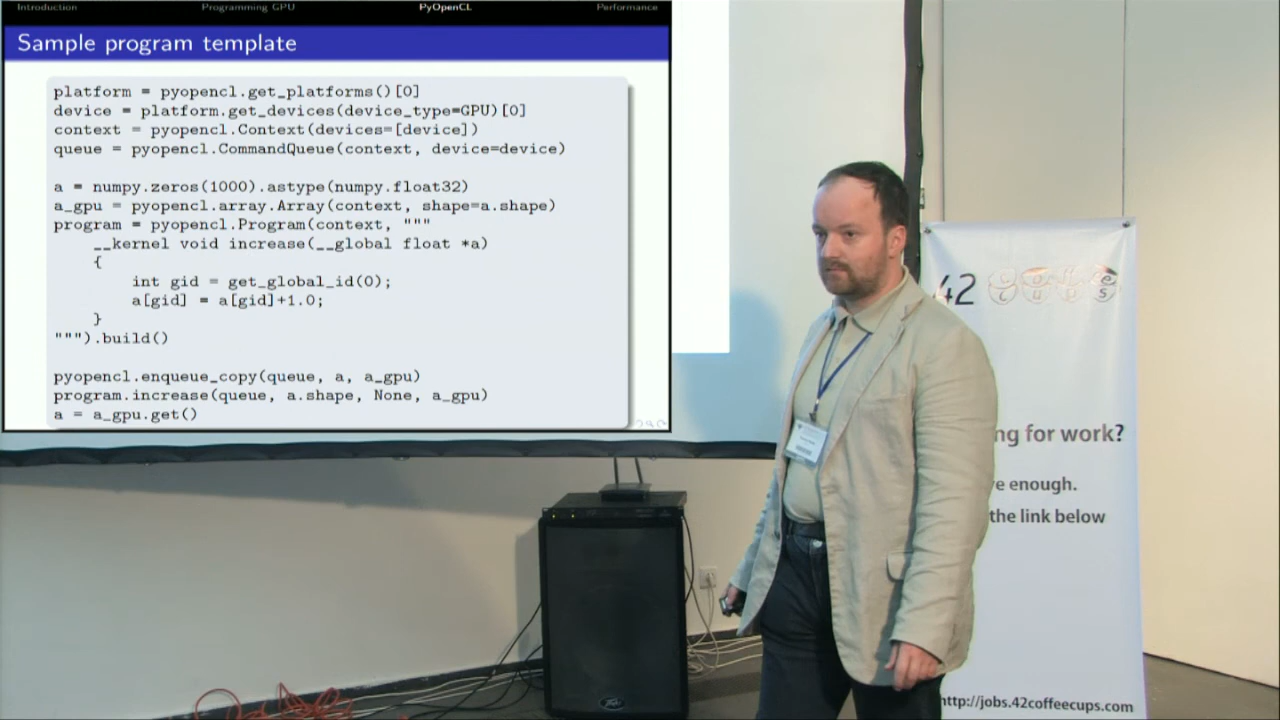 Introduction Programming GPU PyOpenCL Performance
Sample program template
platform = pyopencl.get_platforms()[0]
device = platform.get_devices(device_type=GPU)[0]
context = pyopencl.Context(devices=[device])
queue = pyopencl.CommandQueue(context, device=device)
a = numpy.zeros(1000).astype(numpy.float32)
a_gpu = pyopencl.array.Array(context, shape=a.shape)
program = pyopencl.Program(context, """
__kernel void increase(__global float *a)
{
int gid = get_global_id(0);
a[gid] = a[gid]+1.0;
}
""").build()
pyopencl.enqueue_copy(queue, a, a_gpu)
program.increase(queue, a.shape, None, a_gpu)
a = a_gpu.get()
42 coffee
cups
ng for work?
e enough.
the link below
http://jobs.42coffeecups.com